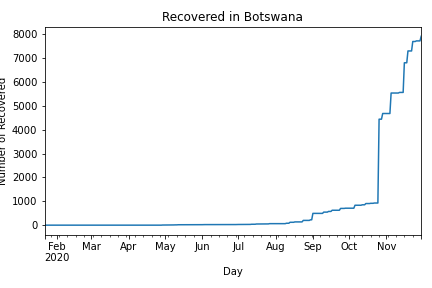 Recovered in Botswana
8000
7000
6000
5000
4000
3000
2000
1000
0
Number of Recovered
Feb Mar Apr May Jun Jul Aug Sep Oct Nov
2020
Day